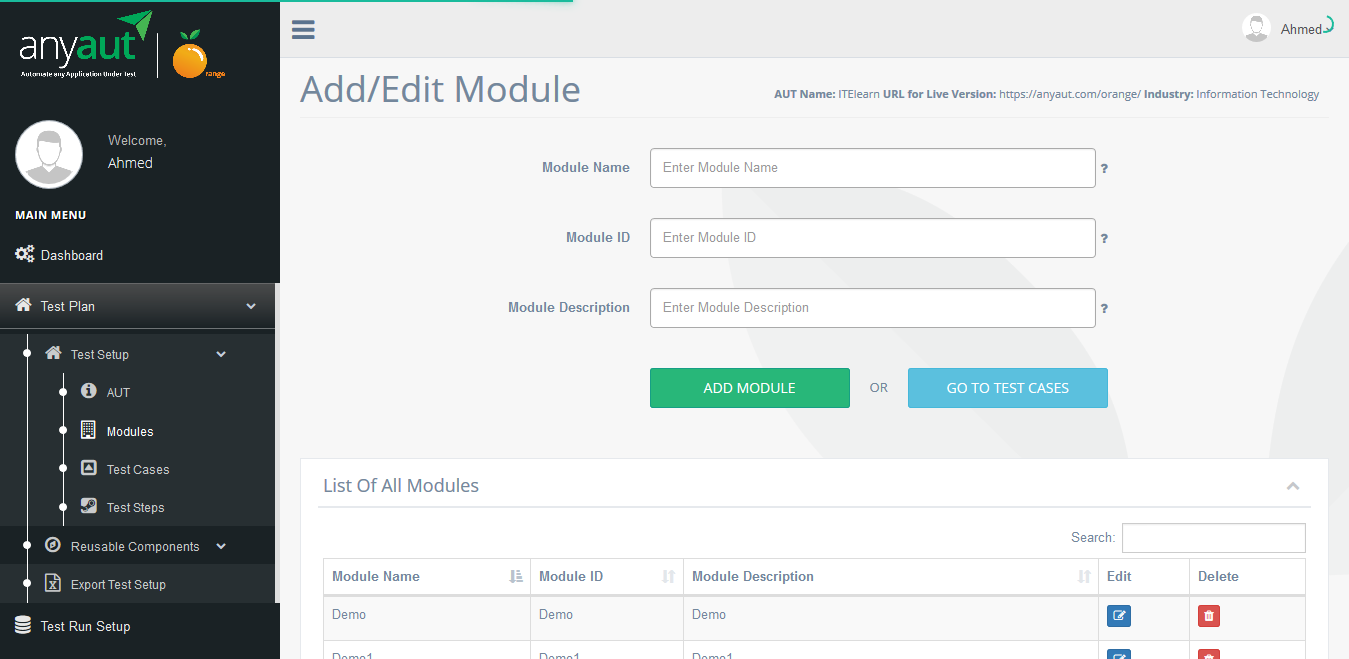 anyaut
Automate any Application Under Test
range
Welcome,
Ahmed
MAIN MENU
Dashboard
Test Plan
Test Setup
AUT
Modules
Test Cases
Test Steps
Reusable Components
Export Test Setup
Test Run Setup
Ahmed
Add/Edit Module
AUT Name: ITElearn URL for Live Version: https://anyaut.com/orange/ Industry: Information Technology
Module Name Enter Module Name ?
Module ID Enter Module ID ?
Module Description Enter Module Description ?
ADD MODULE OR GO TO TEST CASES
List Of All Modules
Search:
Module Name Module ID Module Description Edit Delete
Demo Demo Demo
Demo1 Demo1 Demo1